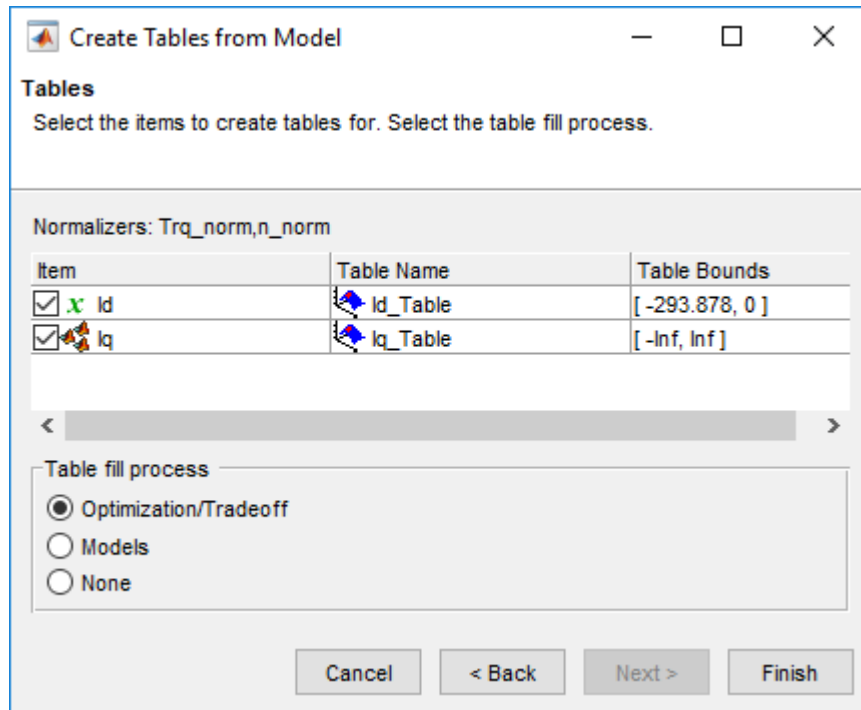 Create Tables from Model
Tables
Select the items to create tables for. Select the table fill process.
Normalizers: Trq_norm,n_norm
Item Table Name Table Bounds
x Id Id_Table [ -293.878, 0 ]
Iq Iq_Table [ -Inf, Inf ]
Table fill process
Optimization/Tradeoff
Models
None
Cancel < Back Next > Finish